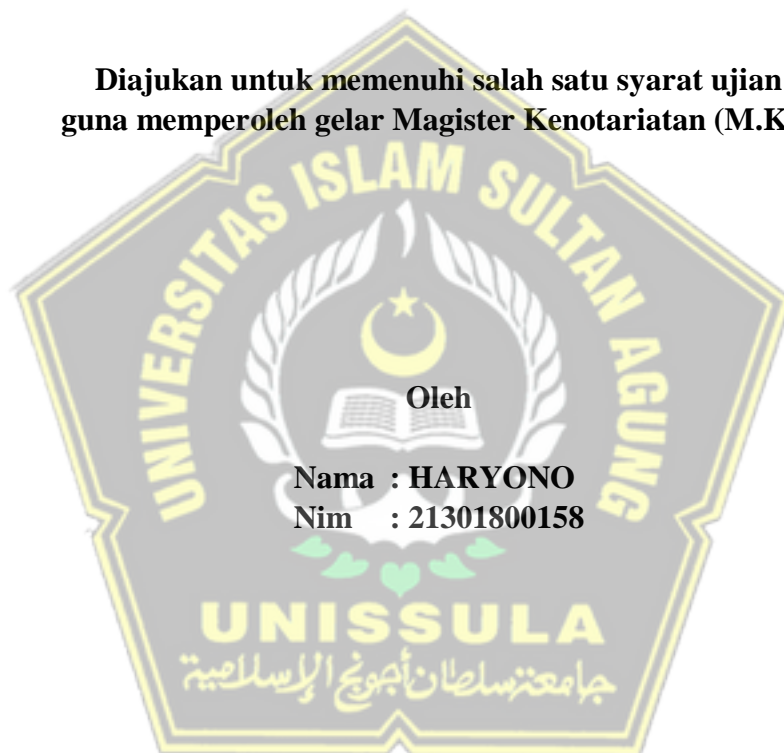 Diajukan untuk memenuhi salah satu syarat ujian
guna memperoleh gelar Magister Kenotariatan (M.K
UNIVERSITAS ISLAM SULTAN AGUNG
Oleh
Nama : HARYONO
Nim : 21301800158
UNISSULA
جامعة سلطان أجونج الإسلامية